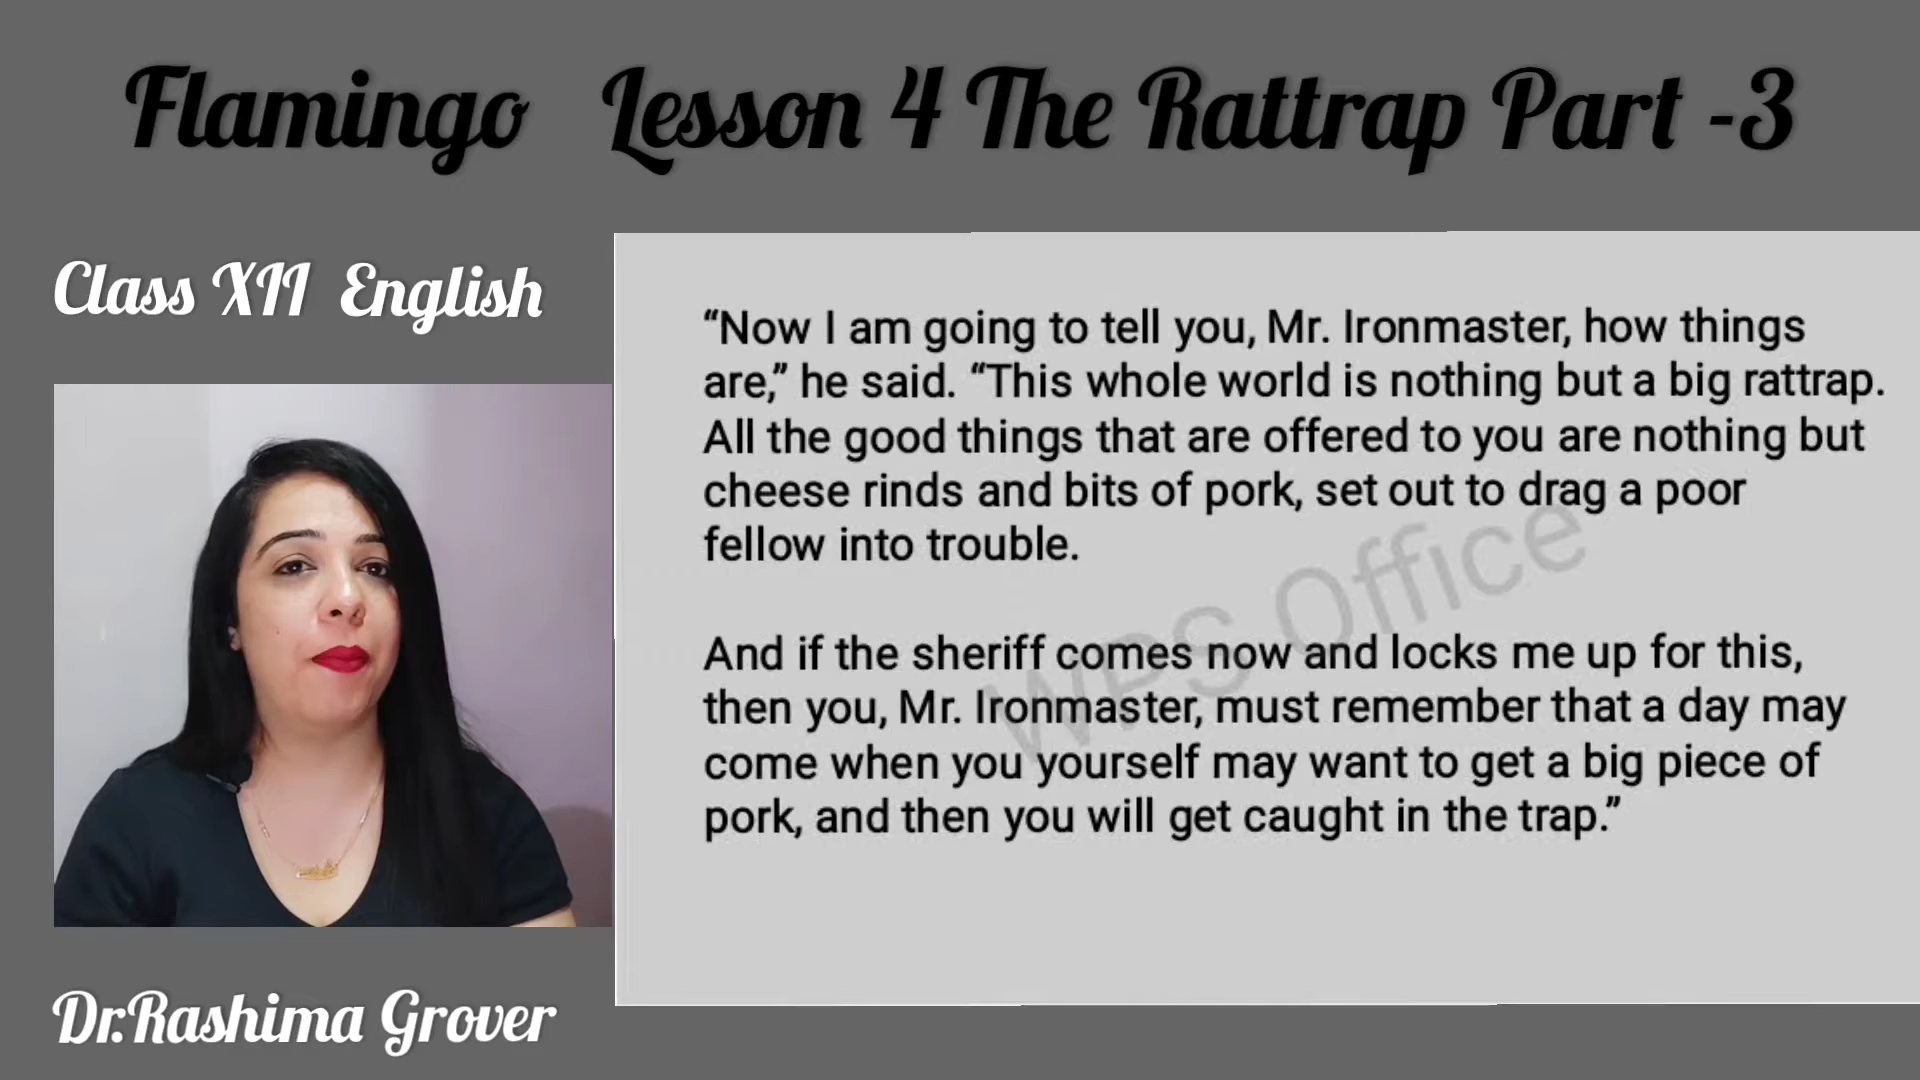 Flamingo Lesson 4 The Rattrap Part -3
Class XII English
“Now I am going to tell you, Mr. Ironmaster, how things
are,” he said. “This whole world is nothing but a big rattrap.
All the good things that are offered to you are nothing but
cheese rinds and bits of pork, set out to drag a poor
fellow into trouble.
And if the sheriff comes now and locks me up for this,
then you, Mr. Ironmaster, must remember that a day may
come when you yourself may want to get a big piece of
pork, and then you will get caught in the trap.”
WPS Office
Dr.Rashima Grover